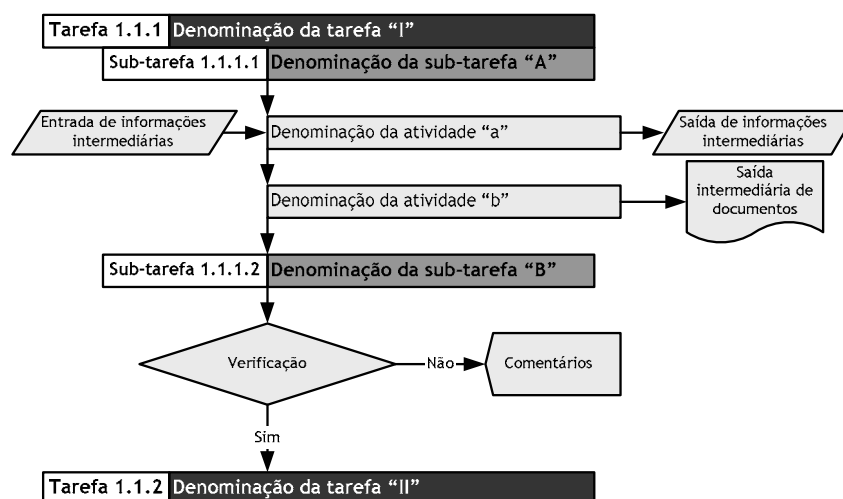 Tarefa 1.1.1 Denominação da tarefa “I”
Sub-tarefa 1.1.1.1 Denominação da sub-tarefa “A”
Entrada de informações
intermediárias
Denominação da atividade “a”
Saída de informações
intermediárias
Denominação da atividade “b”
Saída
intermediária de
documentos
Sub-tarefa 1.1.1.2 Denominação da sub-tarefa “B”
Verificação
Não
Comentários
Sim
Tarefa 1.1.2 Denominação da tarefa “II”